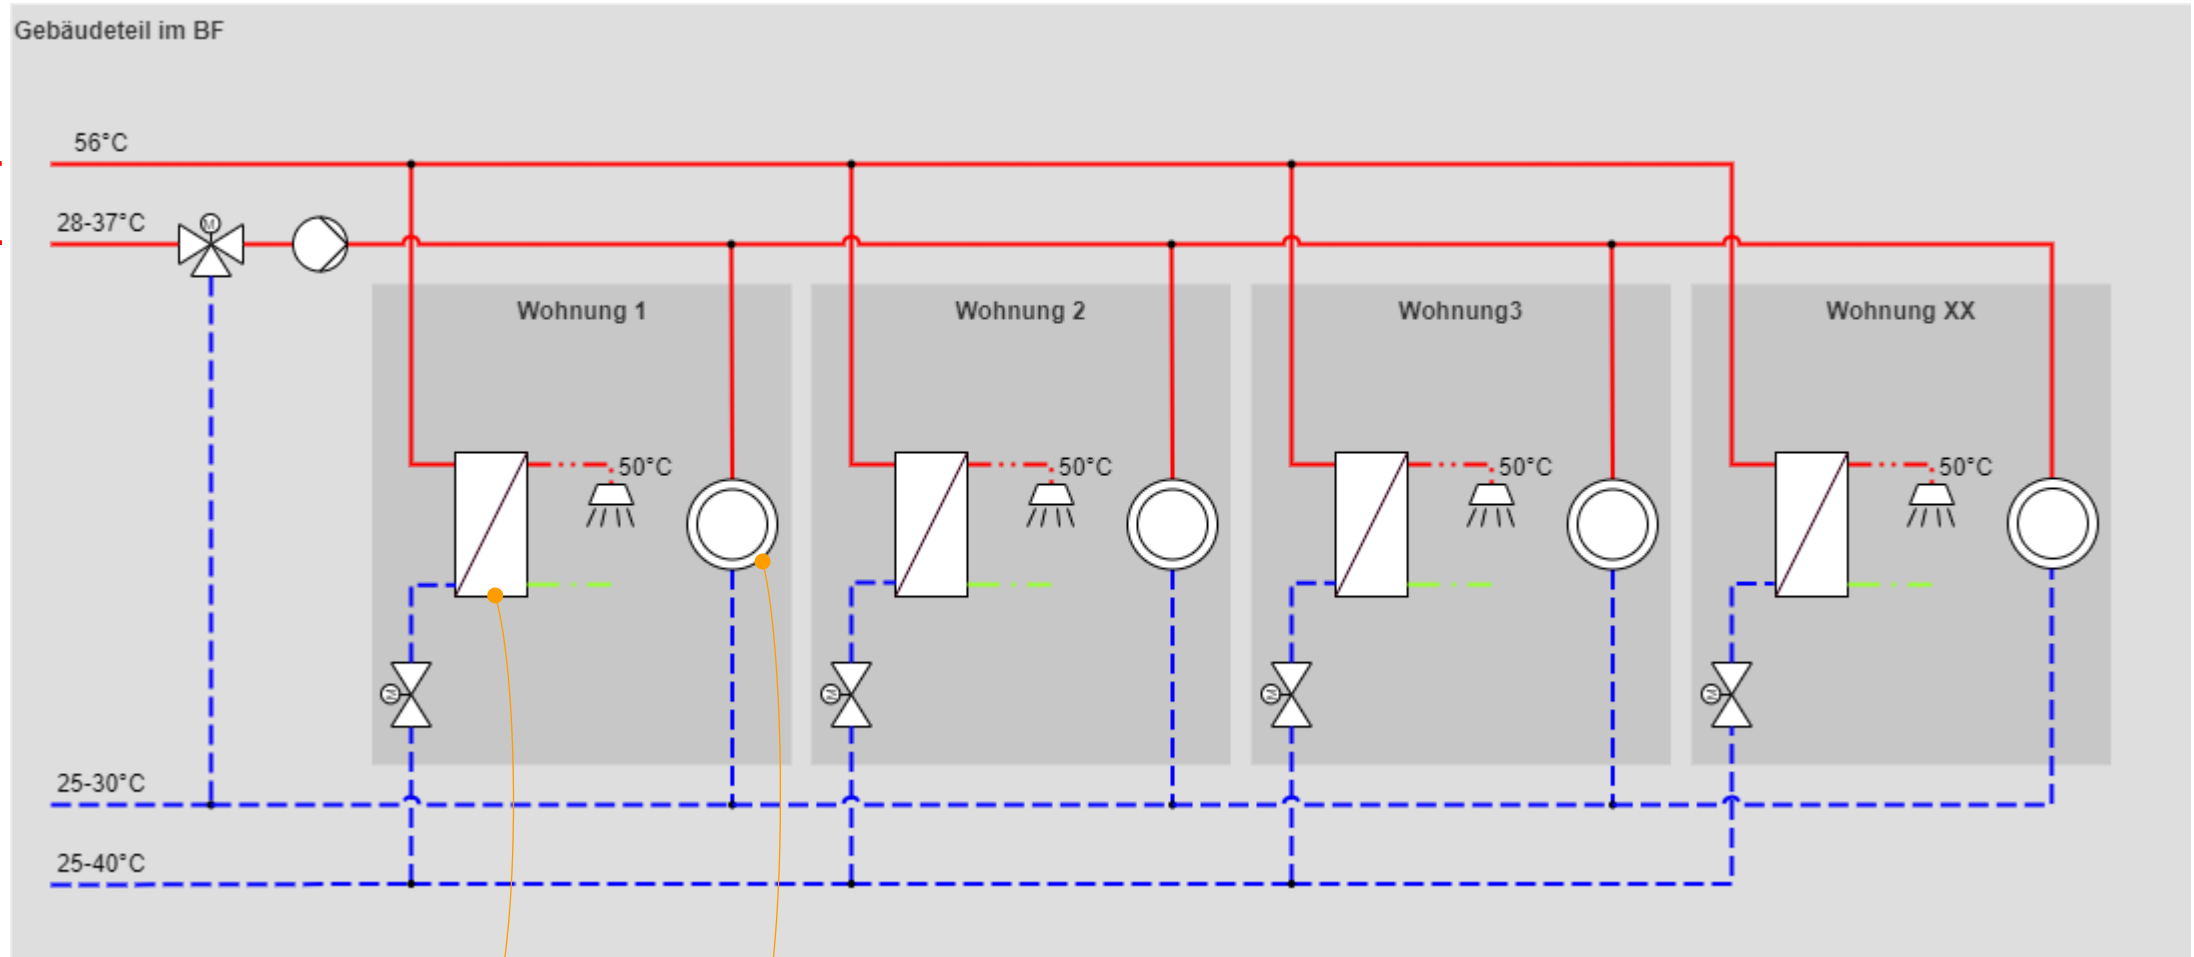 Gebäudeteil im BF
56°C
28-37°C
M
Wohnung 1
Wohnung 2
Wohnung3
Wohnung XX
50°C
50°C
50°C
50°C
M
M
M
M
25-30°C
25-40°C